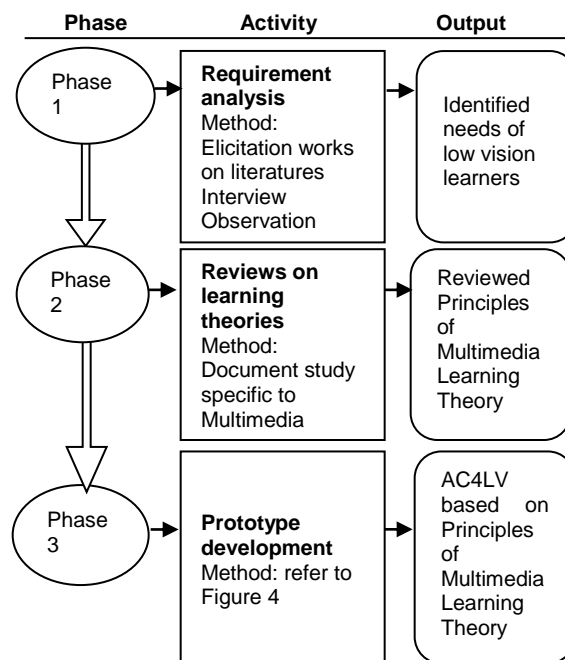 Phase Activity Output
Phase
1
Requirement
analysis
Method:
Elicitation works
on literatures
Interview
Observation
Identified
needs of
low vision
learners
Phase
2
Reviews on
learning
theories
Method:
Document study
specific to
Multimedia
Reviewed
Principles
of
Multimedia
Learning
Theory
Phase
3
Prototype
development
Method: refer to
Figure 4
AC4LV
based on
Principles
of
Multimedia
Learning
Theory